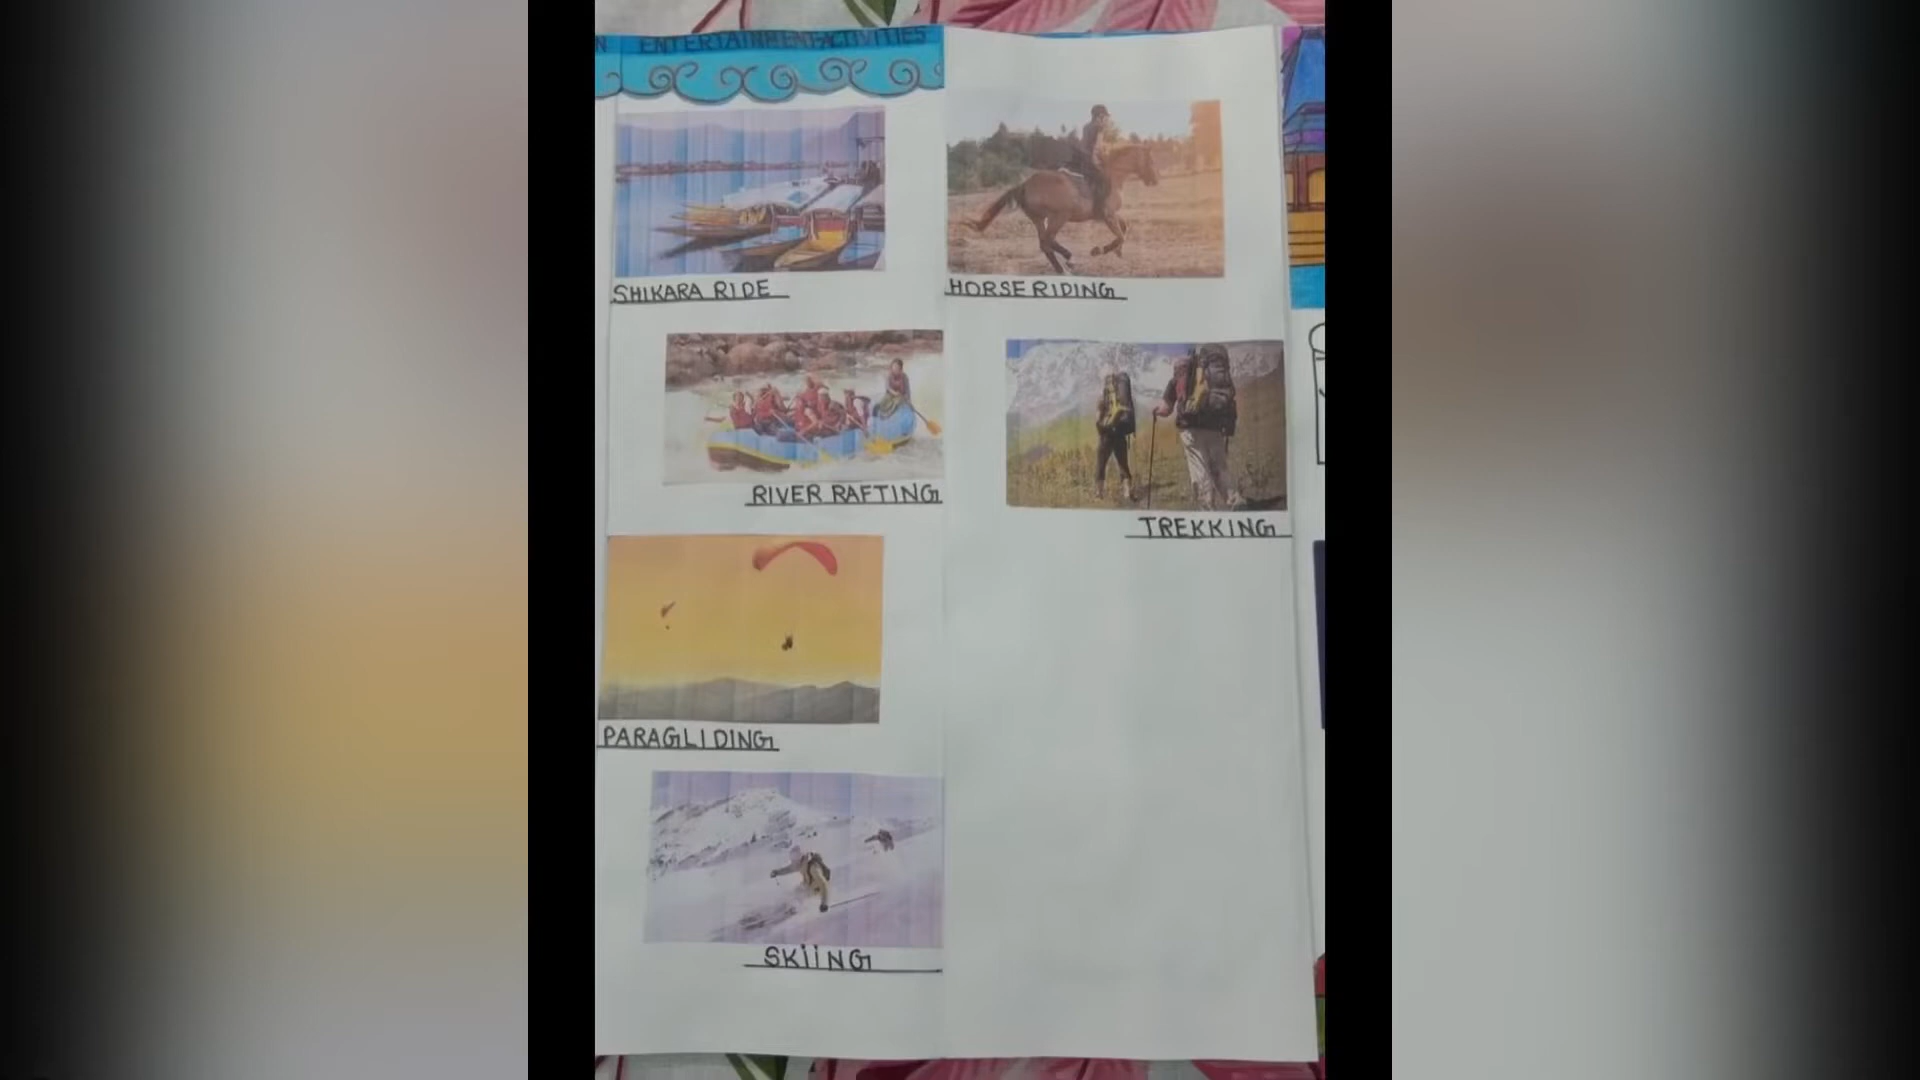 N ENTERTAINMENT ACTIVITIES
SHIKARA RIDE
HORSE RIDING
RIVER RAFTING
TREKKING
PARAGLIDING
SKiiNG